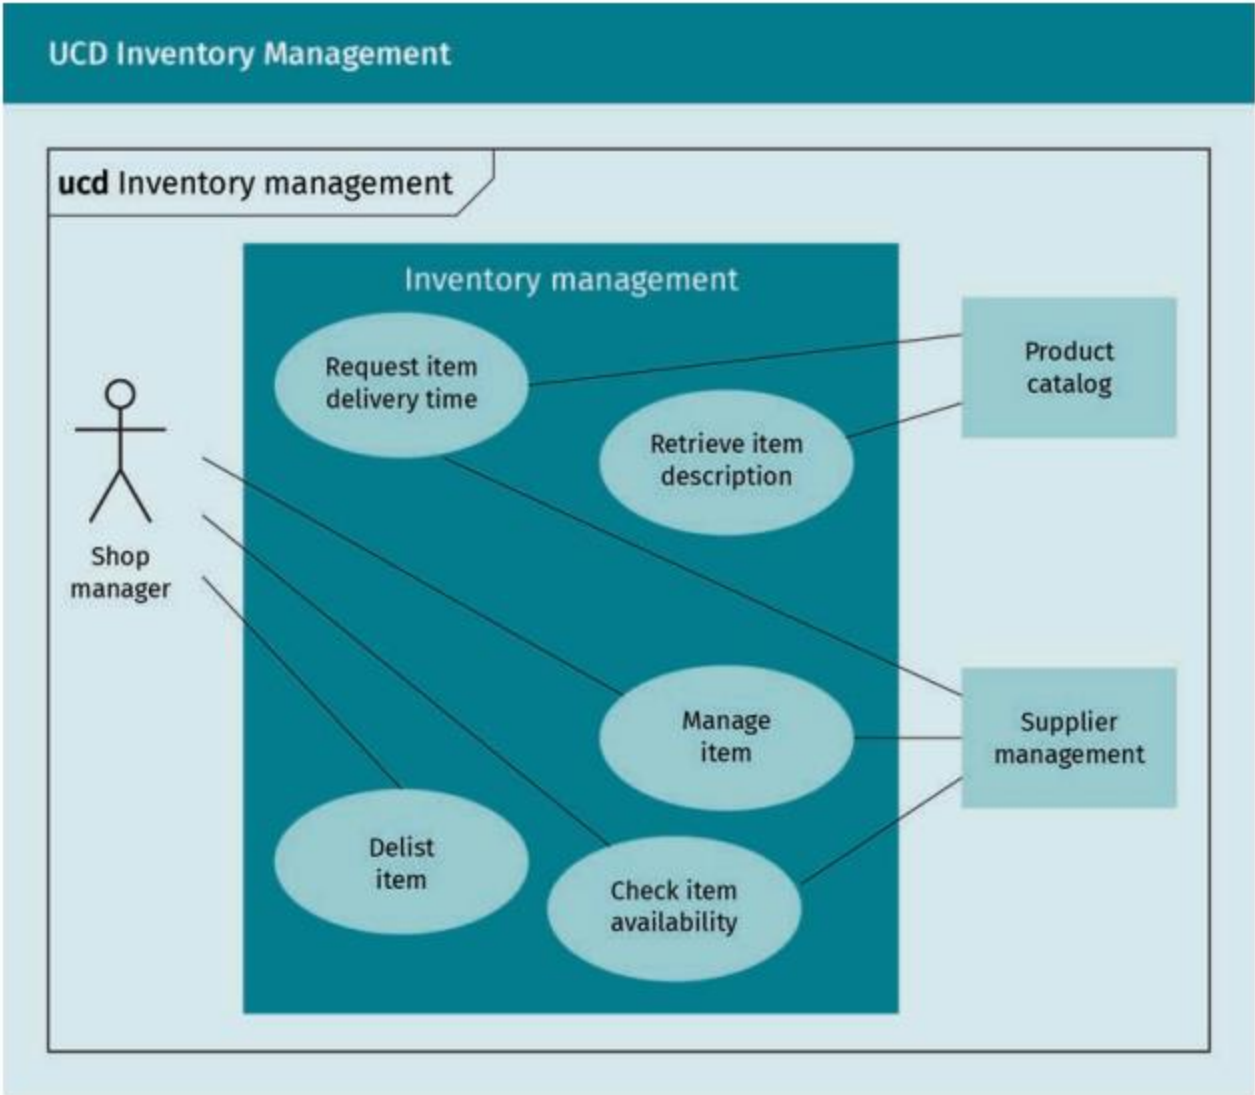 UCD Inventory Management
ucd Inventory management
Inventory management
Request item
delivery time
Product
catalog
Retrieve item
description
Shop
manager
Manage
item
Supplier
management
Delist
item
Check item
availability